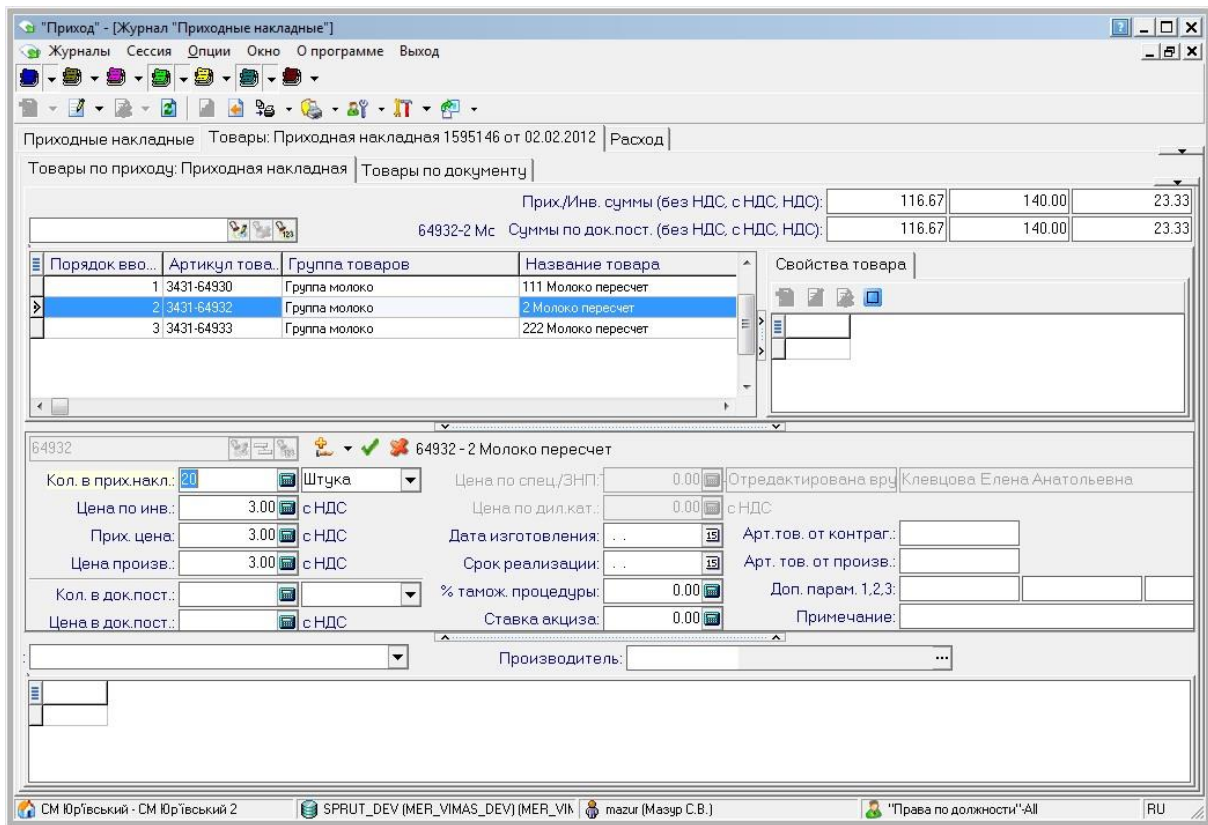 "Приход" - [Журнал "Приходные накладные"]
Журналы Сессия Опции Окно О программе Выход
Приходные накладные Товары: Приходная накладная 1595146 от 02.02.2012 Расход
Товары по приходу: Приходная накладная Товары по документу
Прих./Инв. суммы (без НДС, с НДС, НДС): 116.67 140.00 23.33
64932-2 Мс Суммы по док.пост. (без НДС, с НДС, НДС): 116.67 140.00 23.33
Порядок вво... Артикул това.. Группа товаров Название товара Свойства товара
1 3431-64930 Группа молоко 111 Молоко пересчет
2 3431-64932 Группа молоко 2 Молоко пересчет
3 3431-64933 Группа молоко 222 Молоко пересчет
64932 64932 - 2 Молоко пересчет
Кол. в прих.накл.: 20 Штука Цена по спец./ЗНП: 0.00 Отредактирована вру Клевцова Елена Анатольевна
Цена по инв.: 3.00 с НДС Цена по дил.кат.: 0.00 с НДС
Прих. цена: 3.00 с НДС Дата изготовления: . . 15 Арт.тов. от контраг.:
Цена произв.: 3.00 с НДС Срок реализации: . . 15 Арт. тов. от произв.:
Кол. в док.пост.: % тамож. процедуры: 0.00 Доп. парам. 1,2,3:
Цена в док.пост.: с НДС Ставка акциза: 0.00 Примечание:
: Производитель: ...
СМ Юр'ївський - СМ Юр'ївський 2 SPRUT_DEV (MER_VIMAS_DEV) (MER_VIM mazur (Мазур С.В.) "Права по должности"-All RU